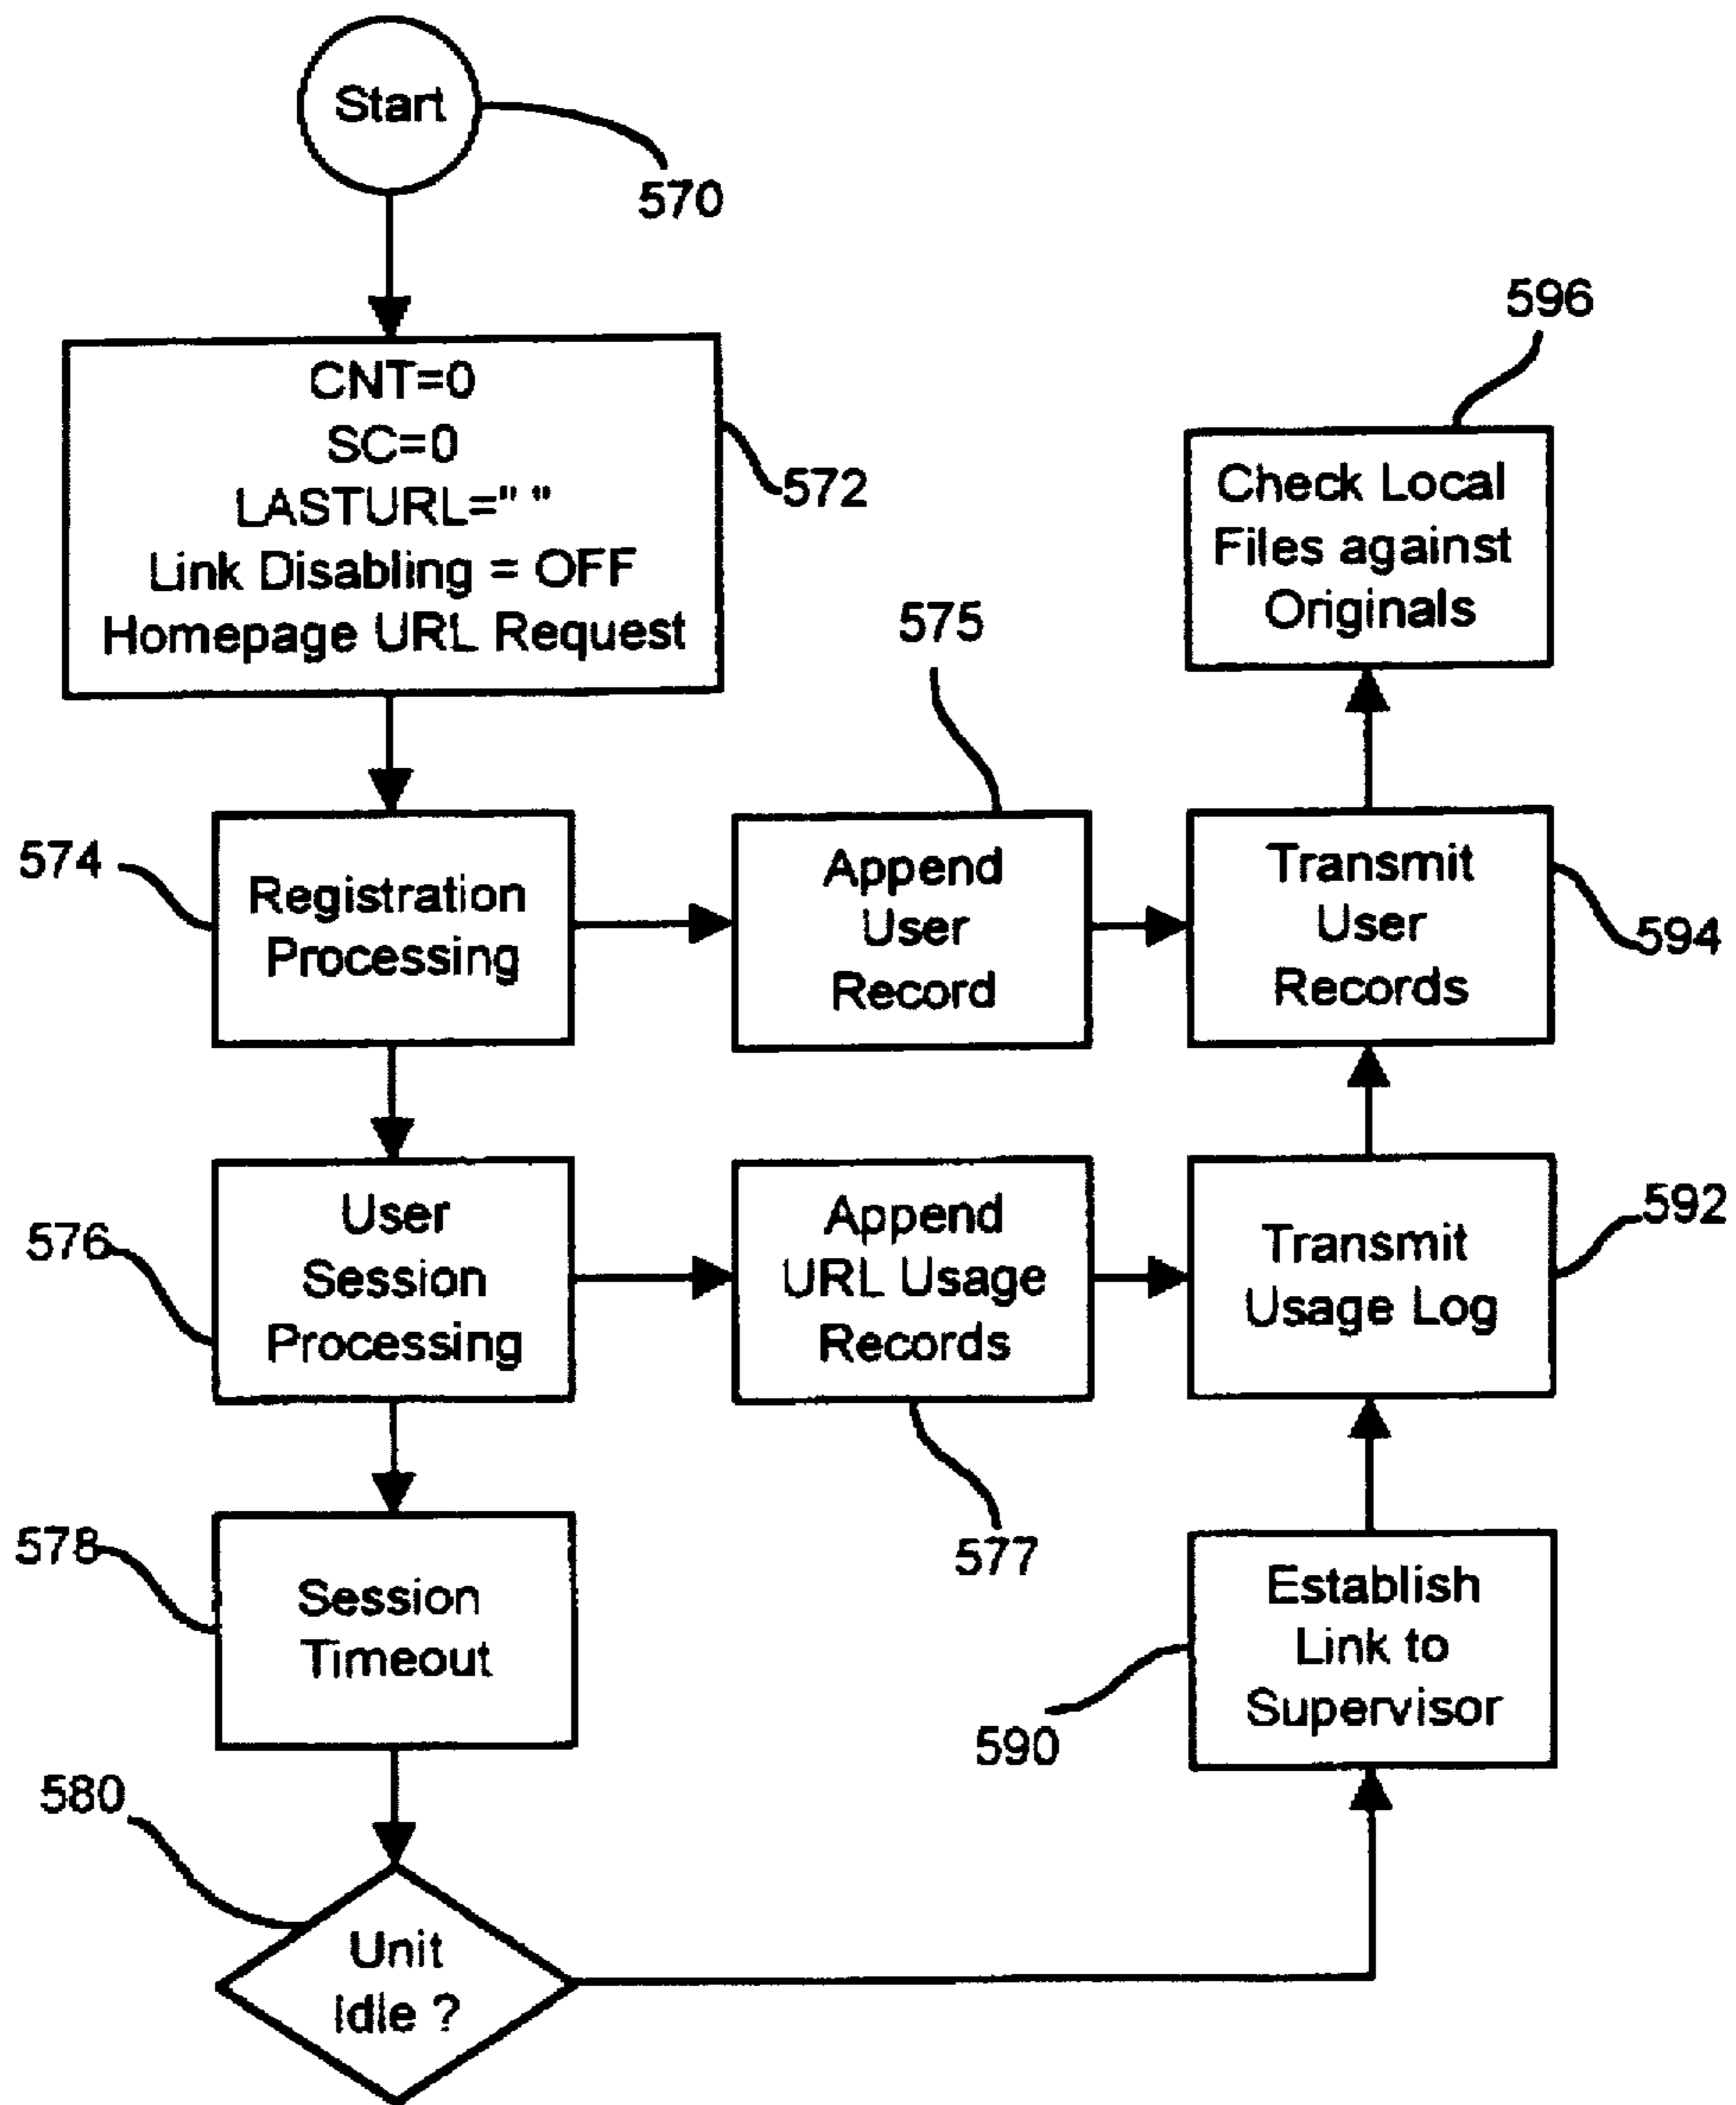 Start
570
CNT=0
SC=0
LASTURL=" "
Link Disabling = OFF
Homepage URL Request
572
596
Check Local
Files against
Originals
575
574
Registration
Processing
Append
User
Record
Transmit
User
Records
594
576
User
Session
Processing
Append
URL Usage
Records
577
Transmit
Usage Log
592
578
Session
Timeout
590
Establish
Link to
Supervisor
580
Unit
Idle ?